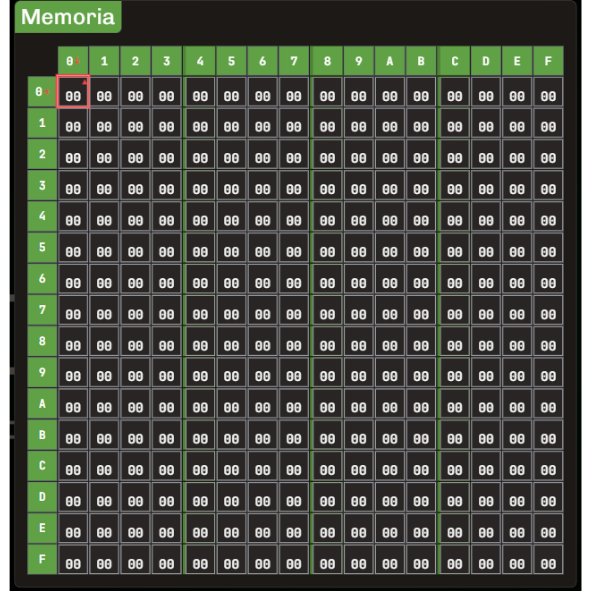 Memoria
0 1 2 3 4 5 6 7 8 9 A B C D E F
0 00 00 00 00 00 00 00 00 00 00 00 00 00 00 00 00
1 00 00 00 00 00 00 00 00 00 00 00 00 00 00 00 00
2 00 00 00 00 00 00 00 00 00 00 00 00 00 00 00 00
3 00 00 00 00 00 00 00 00 00 00 00 00 00 00 00 00
4 00 00 00 00 00 00 00 00 00 00 00 00 00 00 00 00
5 00 00 00 00 00 00 00 00 00 00 00 00 00 00 00 00
6 00 00 00 00 00 00 00 00 00 00 00 00 00 00 00 00
7 00 00 00 00 00 00 00 00 00 00 00 00 00 00 00 00
8 00 00 00 00 00 00 00 00 00 00 00 00 00 00 00 00
9 00 00 00 00 00 00 00 00 00 00 00 00 00 00 00 00
A 00 00 00 00 00 00 00 00 00 00 00 00 00 00 00 00
B 00 00 00 00 00 00 00 00 00 00 00 00 00 00 00 00
C 00 00 00 00 00 00 00 00 00 00 00 00 00 00 00 00
D 00 00 00 00 00 00 00 00 00 00 00 00 00 00 00 00
E 00 00 00 00 00 00 00 00 00 00 00 00 00 00 00 00
F 00 00 00 00 00 00 00 00 00 00 00 00 00 00 00 00